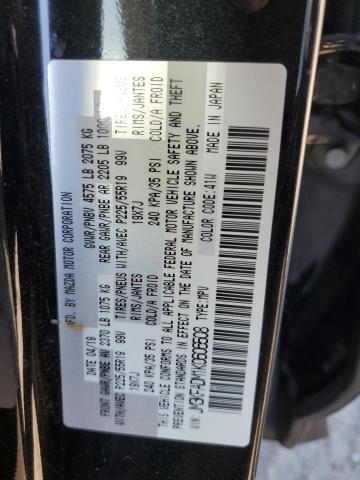 MFD. BY MAZDA MOTOR CORPORATION
DATE: 04/19 GVWR/PNBV 4575 LB 2075 KG
FRONT GAWR/PNBE AV 2370 LB 1075 KG REAR GAWR/PNBE AR 2205 LB 1000
WITH/AVEC P225/55R19 99V TIRES/PNEUS WITH/AVEC P225/55R19 99V TIRES/PNEUS
19X7J RIMS/JANTES 19X7J RIMS/JANTES
240 KPA/35 PSI COLD/A FROID 240 KPA/35 PSI COLD/A FROID
THIS VEHICLE CONFORMS TO ALL APPLICABLE FEDERAL MOTOR VEHICLE SAFETY AND THEFT
PREVENTION STANDARDS IN EFFECT ON THE DATE OF MANUFACTURE SHOWN ABOVE.
MADE IN JAPAN
VIN: TYPE: MPV COLOR CODE: 41W